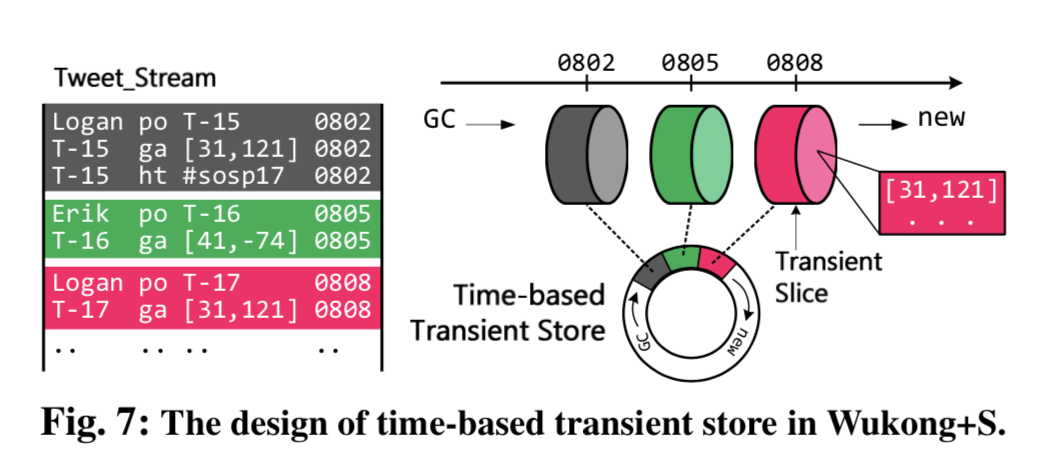 Tweet_Stream
Logan po T-15 0802
T-15 ga [31,121] 0802
T-15 ht #sosp17 0802
Erik po T-16 0805
T-16 ga [41,-74] 0805
Logan po T-17 0808
T-17 ga [31,121] 0808
.. .. .. ..
0802 0805 0808
GC
new
[31,121]
. . .
Transient
Slice
Time-based
Transient Store
GC
new
Fig. 7: The design of time-based transient store in Wukong+S.